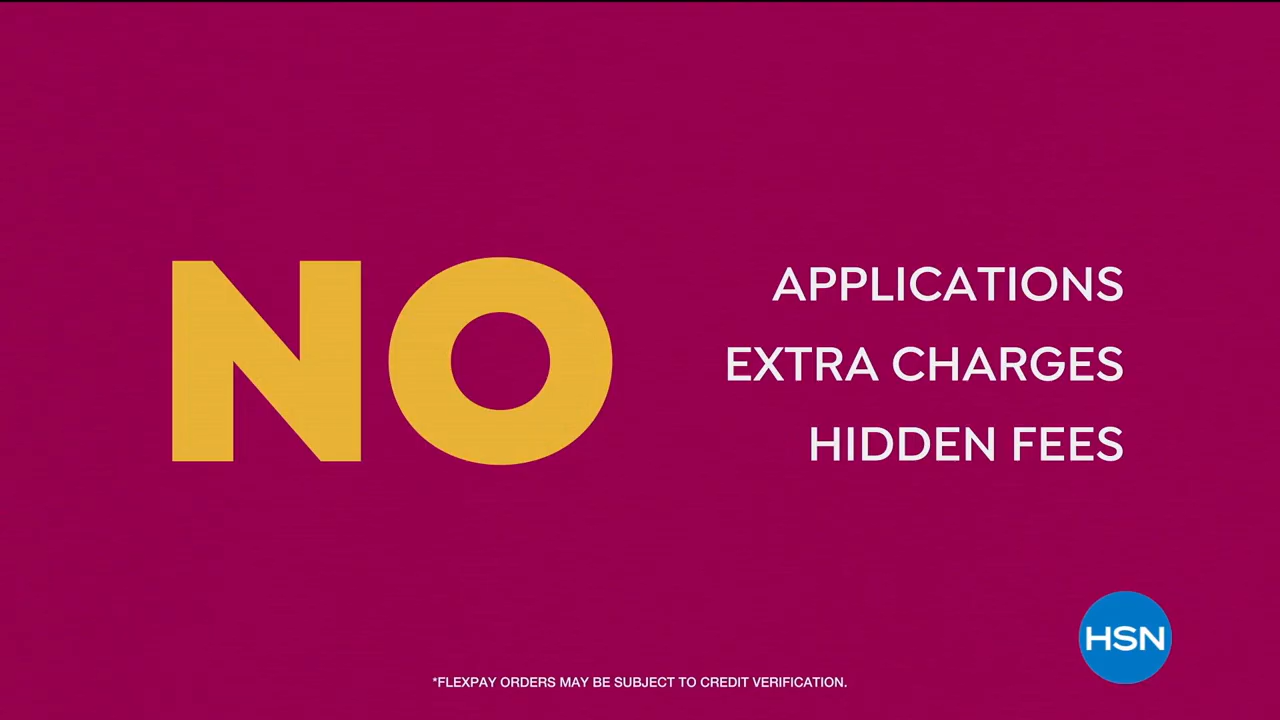 NO
APPLICATIONS
EXTRA CHARGES
HIDDEN FEES
HSN
*FLEXPAY ORDERS MAY BE SUBJECT TO CREDIT VERIFICATION.